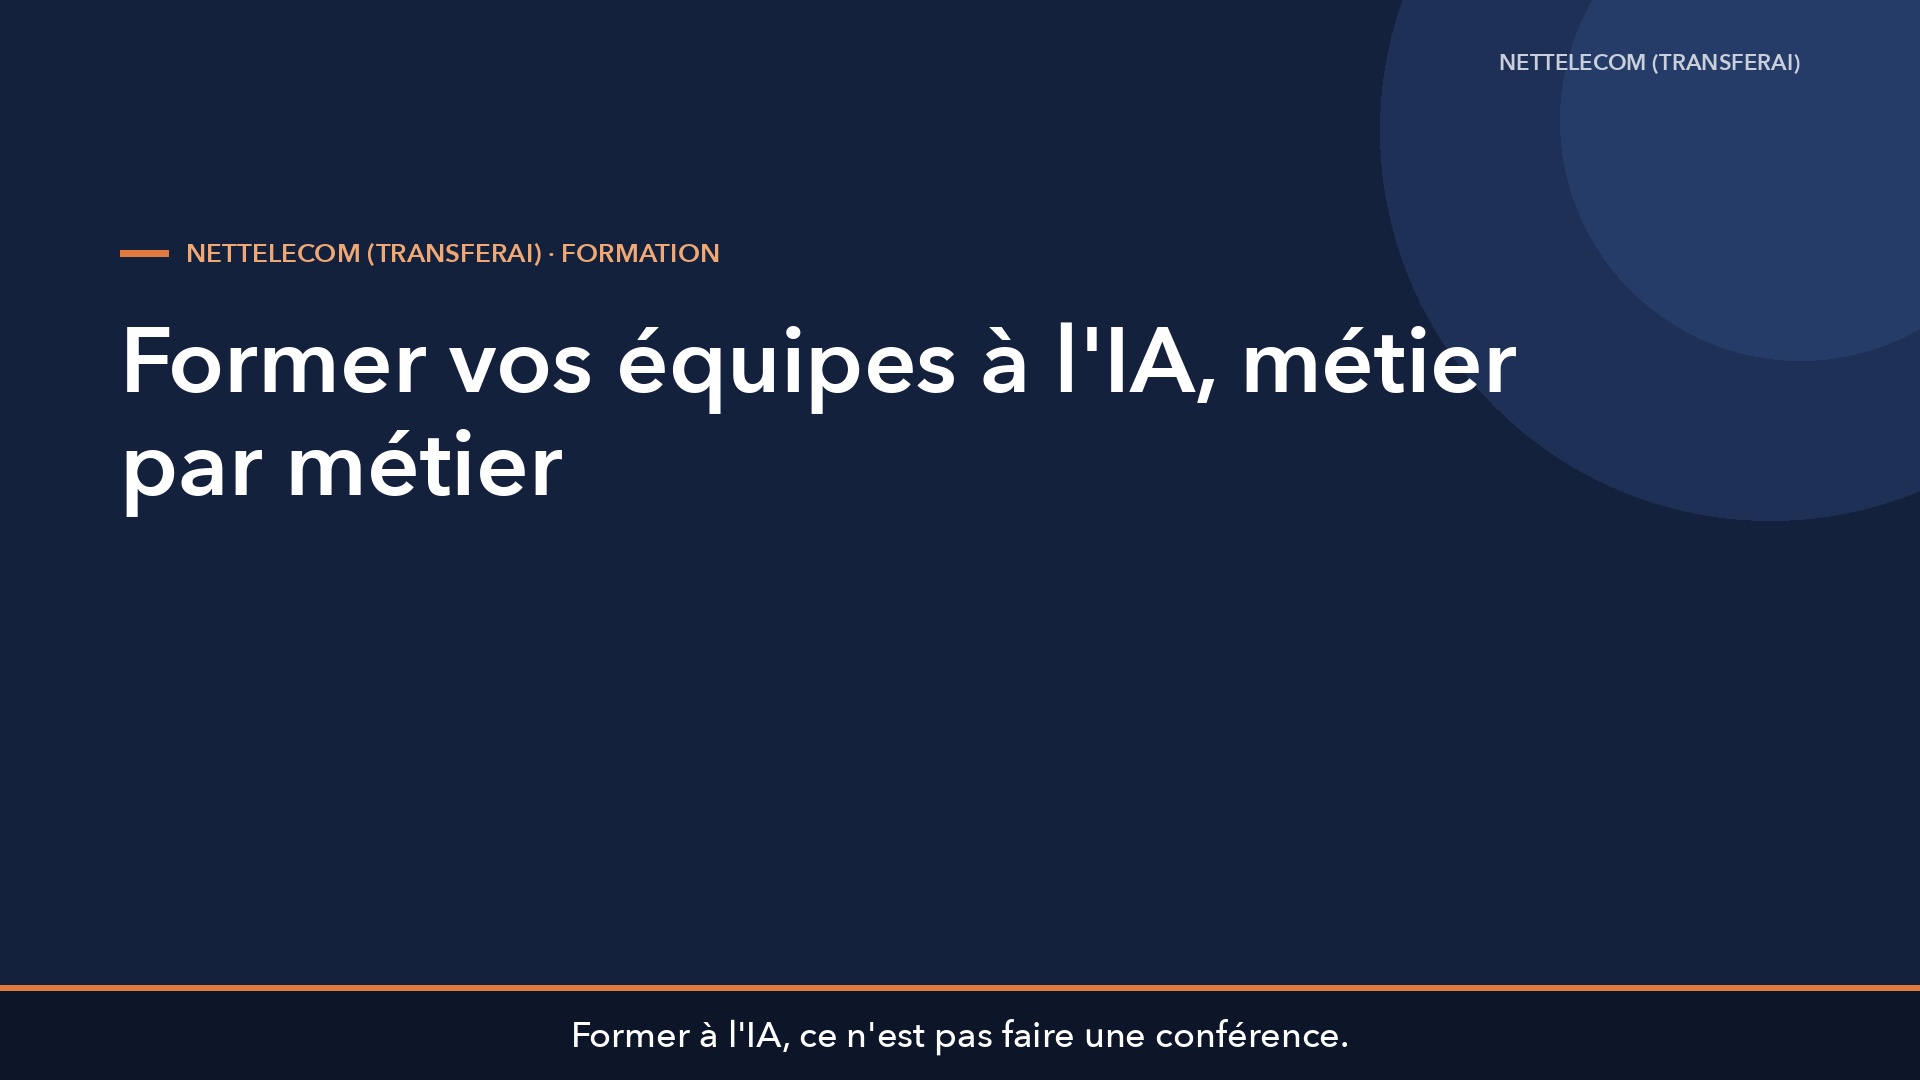 NETTELECOM (TRANSFERAI)
NETTELECOM (TRANSFERAI) · FORMATION
Former vos équipes à l'IA, métier
par métier
Former à l'IA, ce n'est pas faire une conférence.